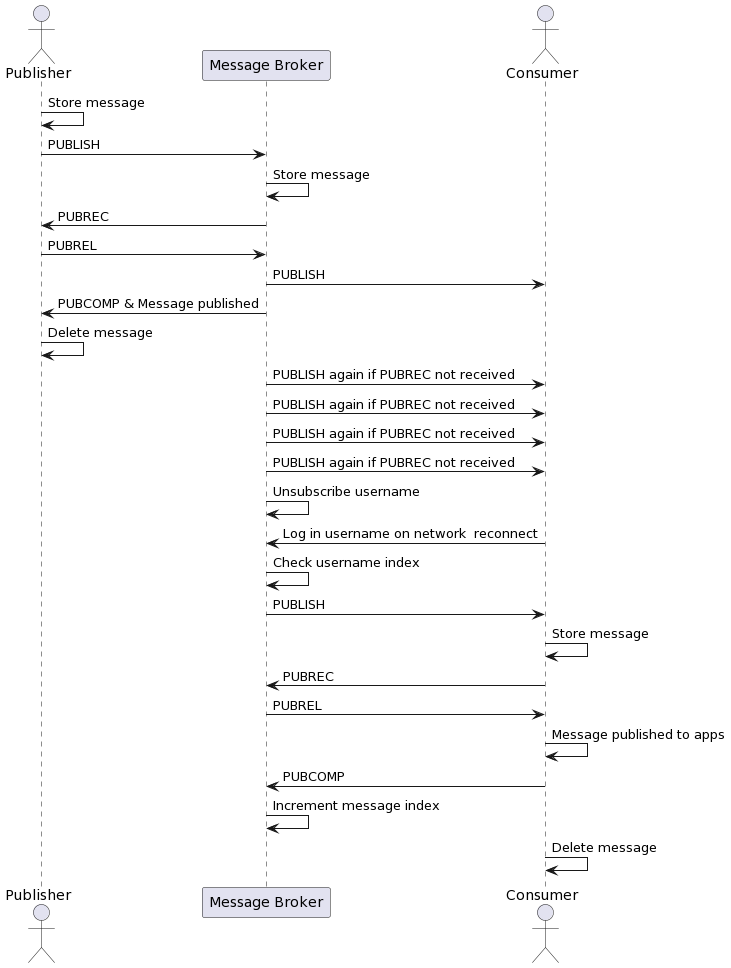 Publisher
Message Broker
Consumer
Store message
PUBLISH
Store message
PUBREC
PUBREL
PUBLISH
PUBCOMP & Message published
Delete message
PUBLISH again if PUBREC not received
PUBLISH again if PUBREC not received
PUBLISH again if PUBREC not received
PUBLISH again if PUBREC not received
Unsubscribe username
Log in username on network  reconnect
Check username index
PUBLISH
Store message
PUBREC
PUBREL
Message published to apps
PUBCOMP
Increment message index
Delete message
Publisher
Message Broker
Consumer